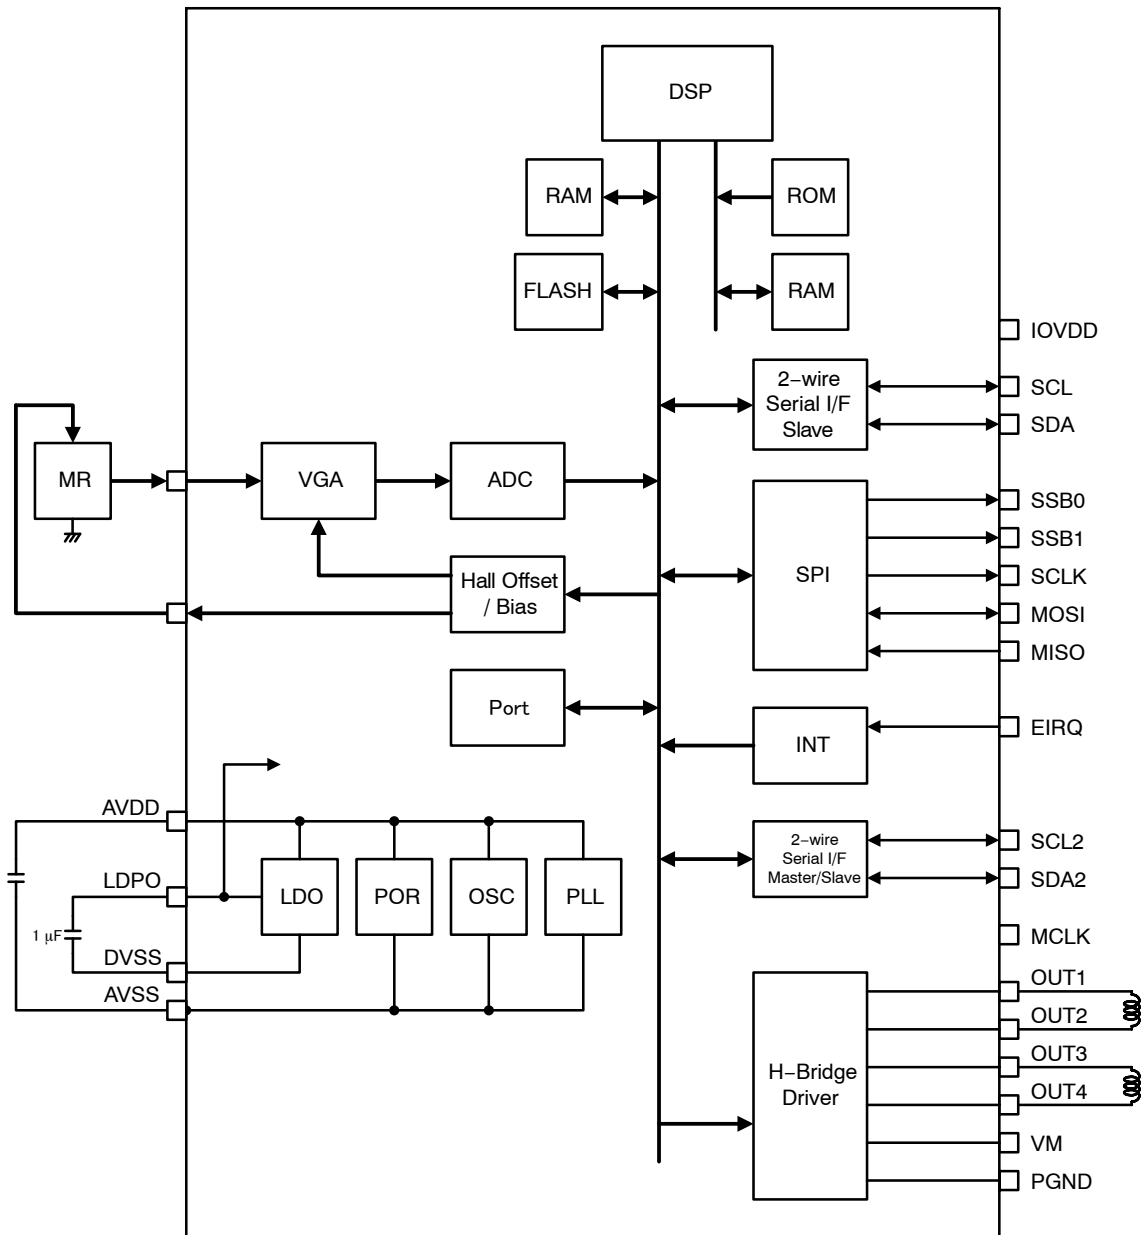 DSP
RAM
ROM
FLASH
RAM
IOVDD
2−wire
Serial I/F
Slave
SCL
SDA
MR
VGA
ADC
SSB0
SSB1
SPI
SCLK
MOSI
MISO
Hall Offset
/ Bias
Port
INT
EIRQ
AVDD
LDPO
1 μF
DVSS
AVSS
LDO
POR
OSC
PLL
2−wire
Serial I/F
Master/Slave
SCL2
SDA2
MCLK
H−Bridge
Driver
OUT1
OUT2
OUT3
OUT4
VM
PGND